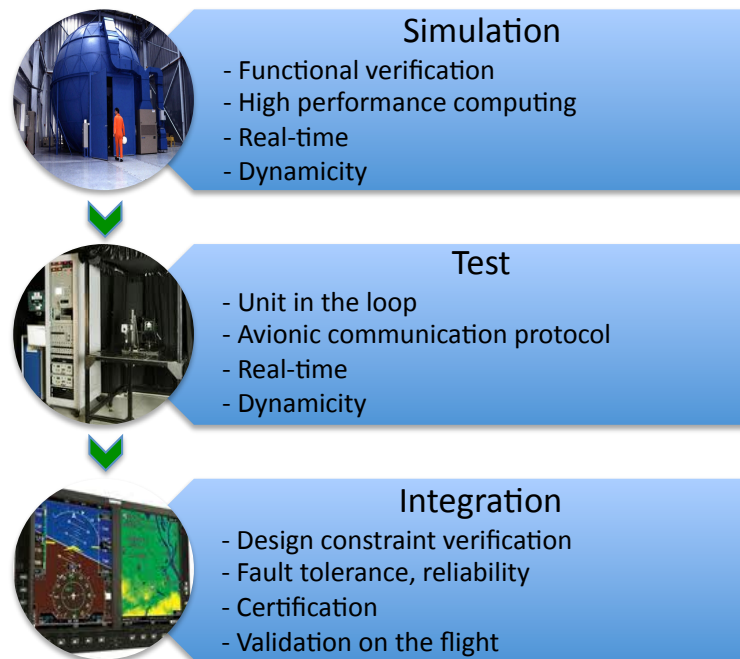 Simulation
- Functional verification
- High performance computing
- Real-time
- Dynamicity
Test
- Unit in the loop
- Avionic communication protocol
- Real-time
- Dynamicity
Integration
- Design constraint verification
- Fault tolerance, reliability
- Certification
- Validation on the flight